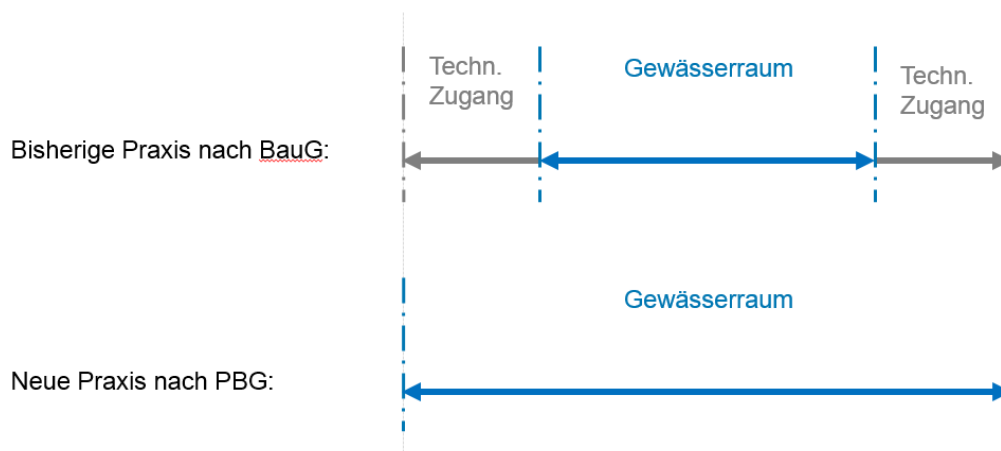 Techn.
Zugang
Gewässerraum
Techn.
Zugang
Bisherige Praxis nach BauG:
Gewässerraum
Neue Praxis nach PBG: